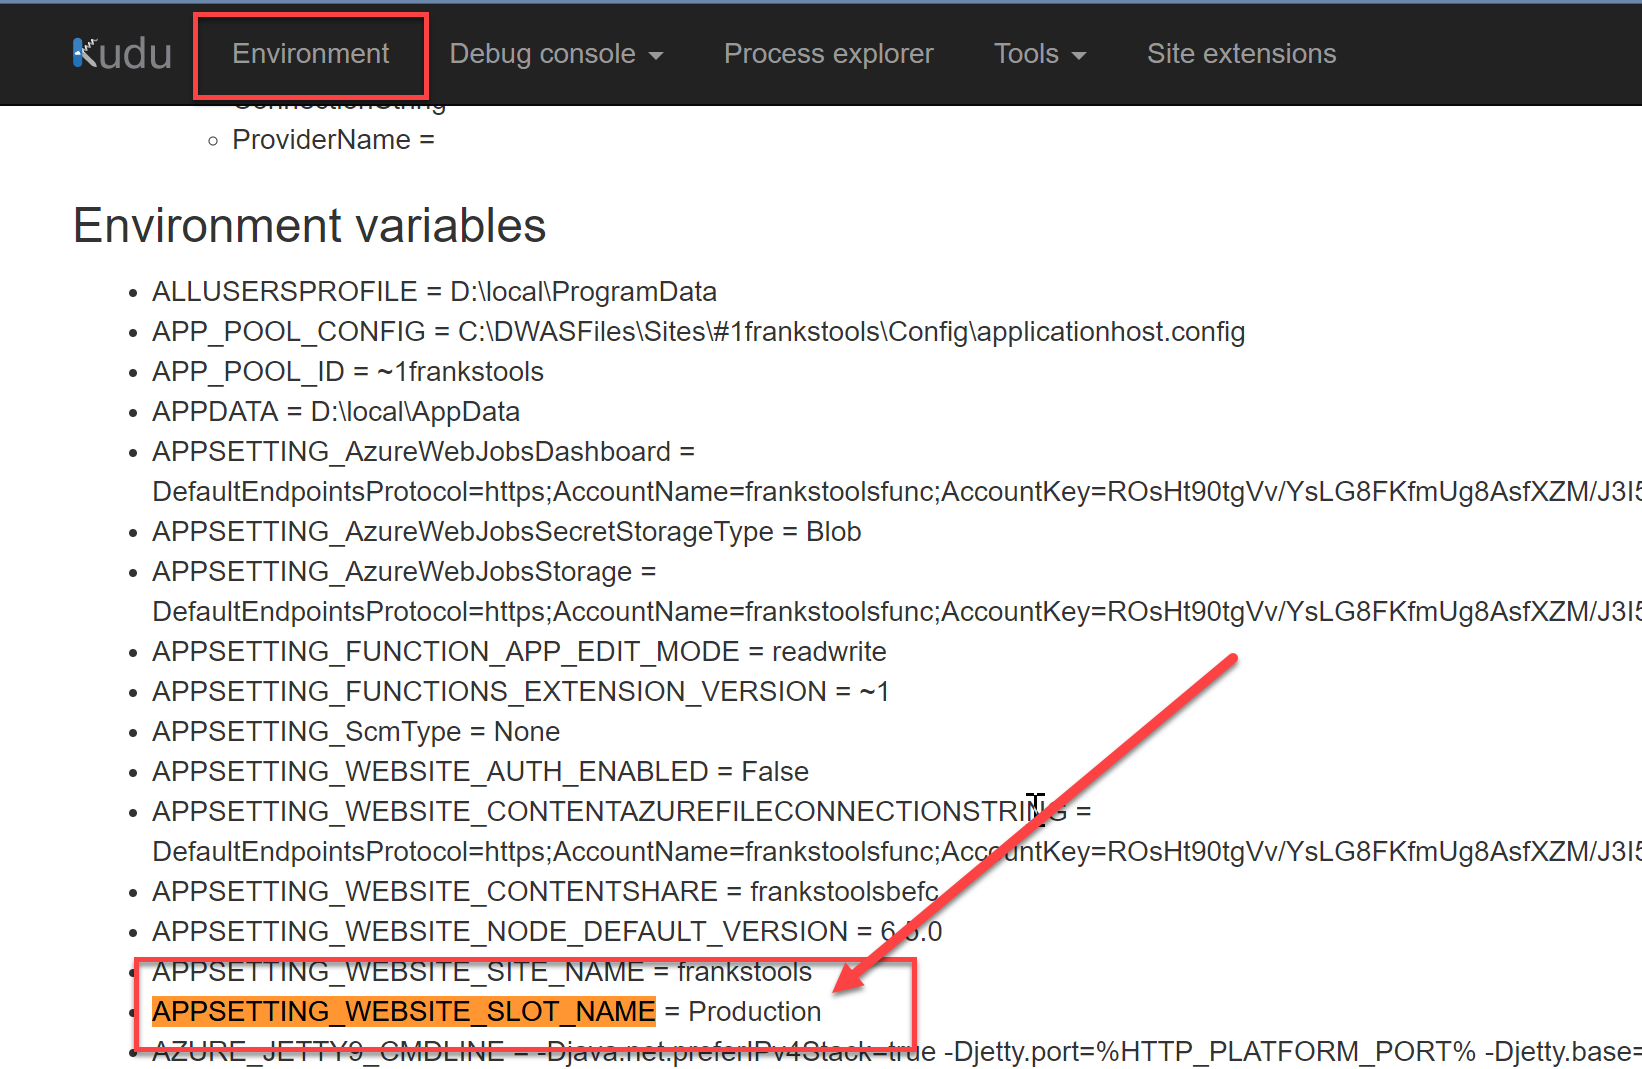 Kudu Environment Debug console Process explorer Tools Site extensions
ConnectionString
ProviderName =
Environment variables
ALLUSERSPROFILE = D:\local\ProgramData
APP_POOL_CONFIG = C:\DWASFiles\Sites\#1frankstools\Config\applicationhost.config
APP_POOL_ID = ~1frankstools
APPDATA = D:\local\AppData
APPSETTING_AzureWebJobsDashboard =
DefaultEndpointsProtocol=https;AccountName=frankstoolsfunc;AccountKey=ROsHt90tgVv/YsLG8FKfmUg8AsfXZM/J3I5
APPSETTING_AzureWebJobsSecretStorageType = Blob
APPSETTING_AzureWebJobsStorage =
DefaultEndpointsProtocol=https;AccountName=frankstoolsfunc;AccountKey=ROsHt90tgVv/YsLG8FKfmUg8AsfXZM/J3I5
APPSETTING_FUNCTION_APP_EDIT_MODE = readwrite
APPSETTING_FUNCTIONS_EXTENSION_VERSION = ~1
APPSETTING_ScmType = None
APPSETTING_WEBSITE_AUTH_ENABLED = False
APPSETTING_WEBSITE_CONTENTAZUREFILECONNECTIONSTRING =
DefaultEndpointsProtocol=https;AccountName=frankstoolsfunc;AccountKey=ROsHt90tgVv/YsLG8FKfmUg8AsfXZM/J3I5
APPSETTING_WEBSITE_CONTENTSHARE = frankstoolsbefc
APPSETTING_WEBSITE_NODE_DEFAULT_VERSION = 6.5.0
APPSETTING_WEBSITE_SITE_NAME = frankstools
APPSETTING_WEBSITE_SLOT_NAME = Production
AZURE_JETTY9_CMDLINE = -Djava.net.preferIPv4Stack=true -Djetty.port=%HTTP_PLATFORM_PORT% -Djetty.base=